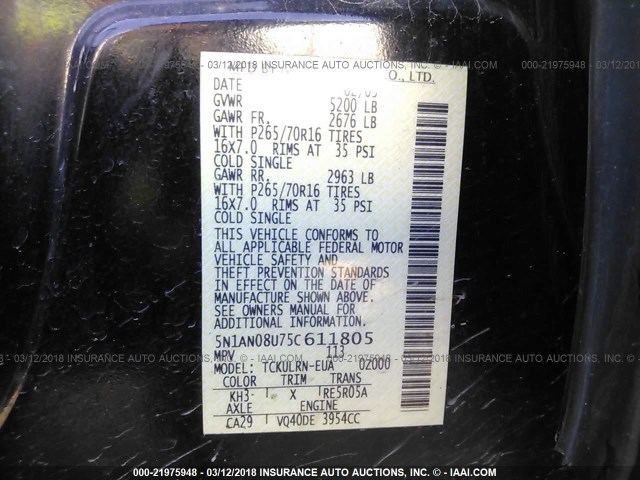 000-21975948 - 03/12/2018 INSURANCE AUTO AUCTIONS, INC. © - IAAI.COM
MFD BY
O., LTD.
DATE 02/05
GVWR 5200 LB
GAWR FR. 2676 LB
WITH P265/70R16 TIRES
16X7.0 RIMS AT 35 PSI
COLD SINGLE
GAWR RR. 2963 LB
WITH P265/70R16 TIRES
16X7.0 RIMS AT 35 PSI
COLD SINGLE
THIS VEHICLE CONFORMS TO
ALL APPLICABLE FEDERAL MOTOR
VEHICLE SAFETY AND
THEFT PREVENTION STANDARDS
IN EFFECT ON THE DATE OF
MANUFACTURE SHOWN ABOVE.
SEE OWNERS MANUAL FOR
ADDITIONAL INFORMATION.
5N1AN08U75C611805
MPV 113
MODEL: TCKULRN-EUA 02000
COLOR TRIM TRANS
KH3- X RE5R05A
AXLE ENGINE
CA29 VQ40DE 3954CC
000-21975948 - 03/12/2018 INSURANCE AUTO AUCTIONS, INC. © - IAAI.COM